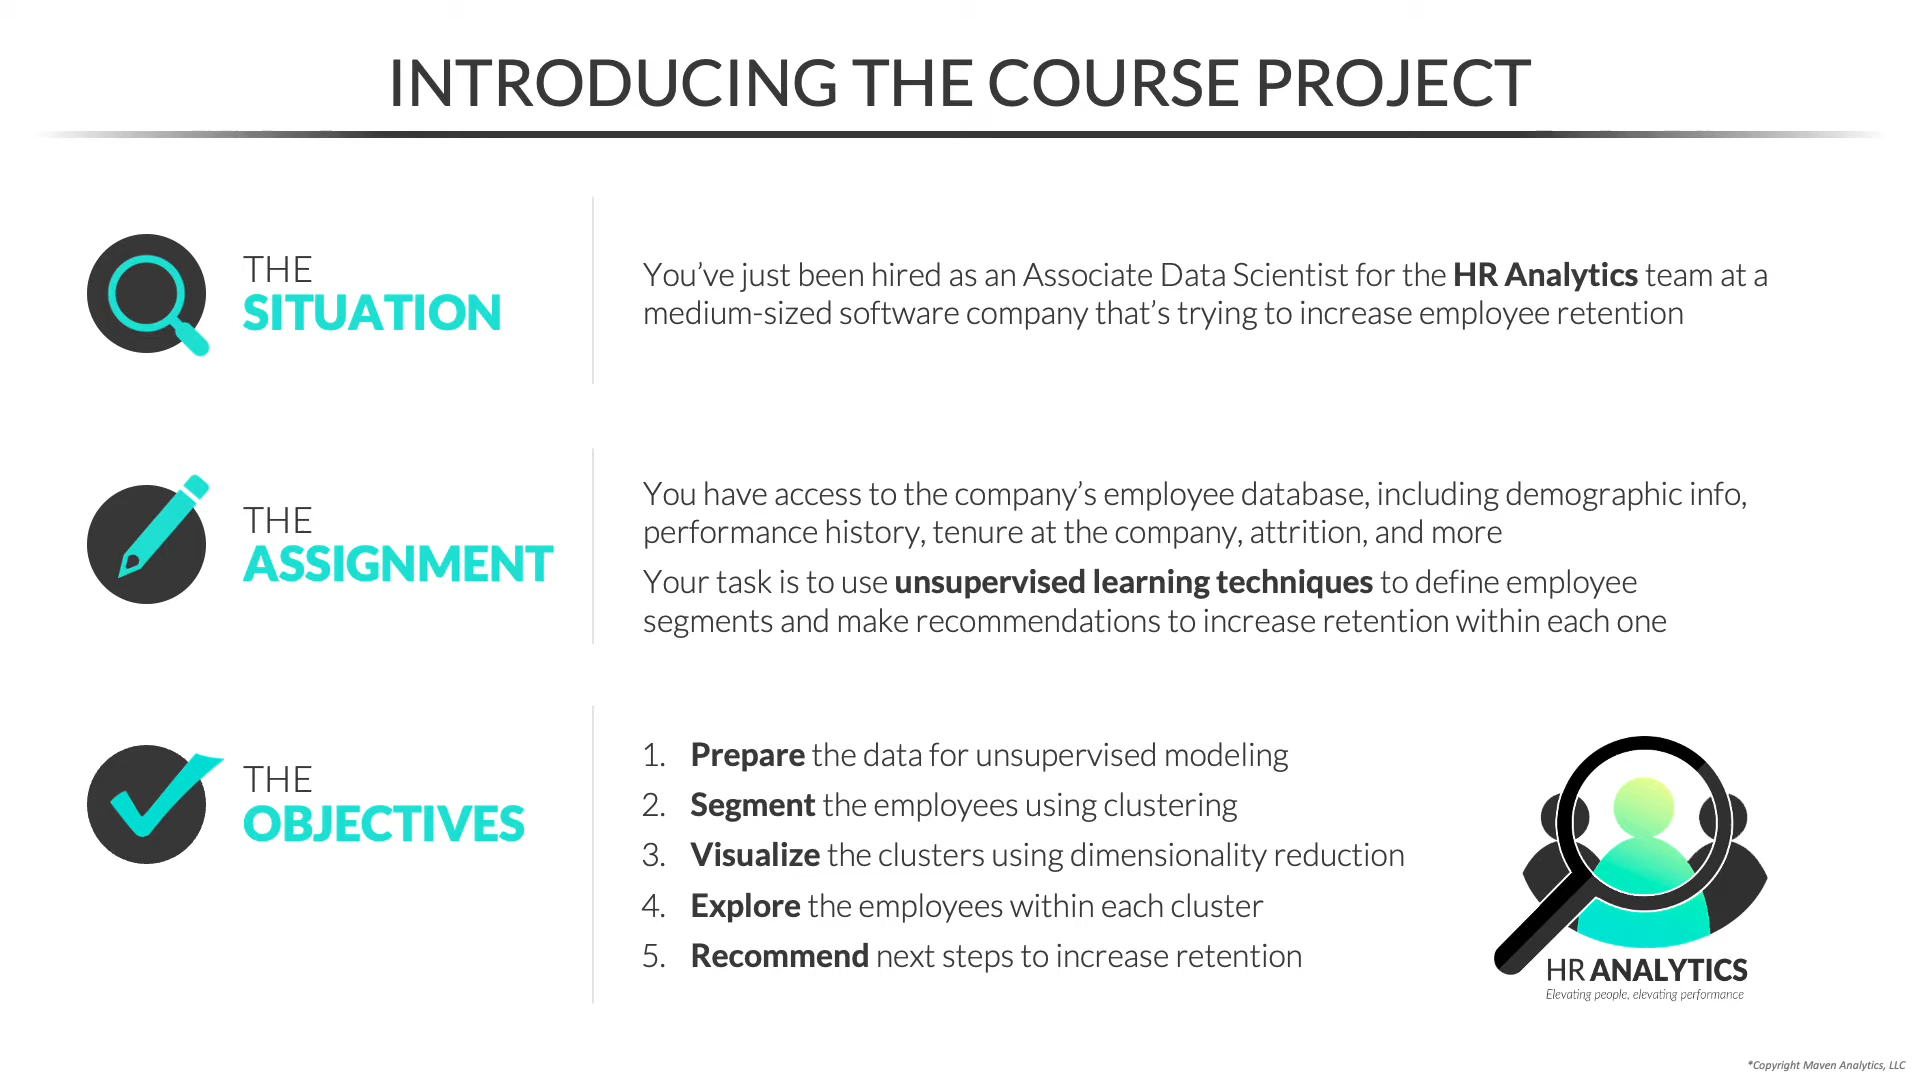 INTRODUCING THE COURSE PROJECT
THE
SITUATION
You’ve just been hired as an Associate Data Scientist for the HR Analytics team at a
medium-sized software company that’s trying to increase employee retention
THE
ASSIGNMENT
You have access to the company’s employee database, including demographic info,
performance history, tenure at the company, attrition, and more
Your task is to use unsupervised learning techniques to define employee
segments and make recommendations to increase retention within each one
THE
OBJECTIVES
1. Prepare the data for unsupervised modeling
2. Segment the employees using clustering
3. Visualize the clusters using dimensionality reduction
4. Explore the employees within each cluster
5. Recommend next steps to increase retention
HR ANALYTICS
Elevating people, elevating performance
*Copyright Maven Analytics, LLC